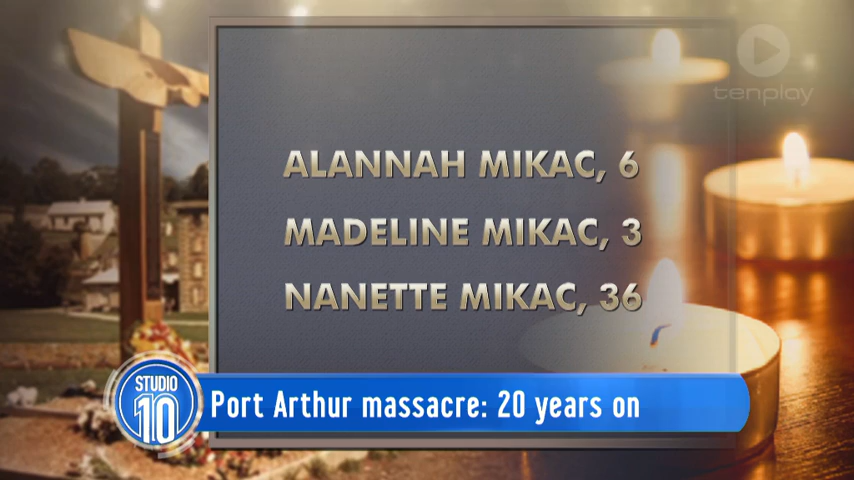 tenplay
ALANNAH MIKAC, 6
MADELINE MIKAC, 3
NANETTE MIKAC, 36
STUDIO
10
Port Arthur massacre: 20 years on